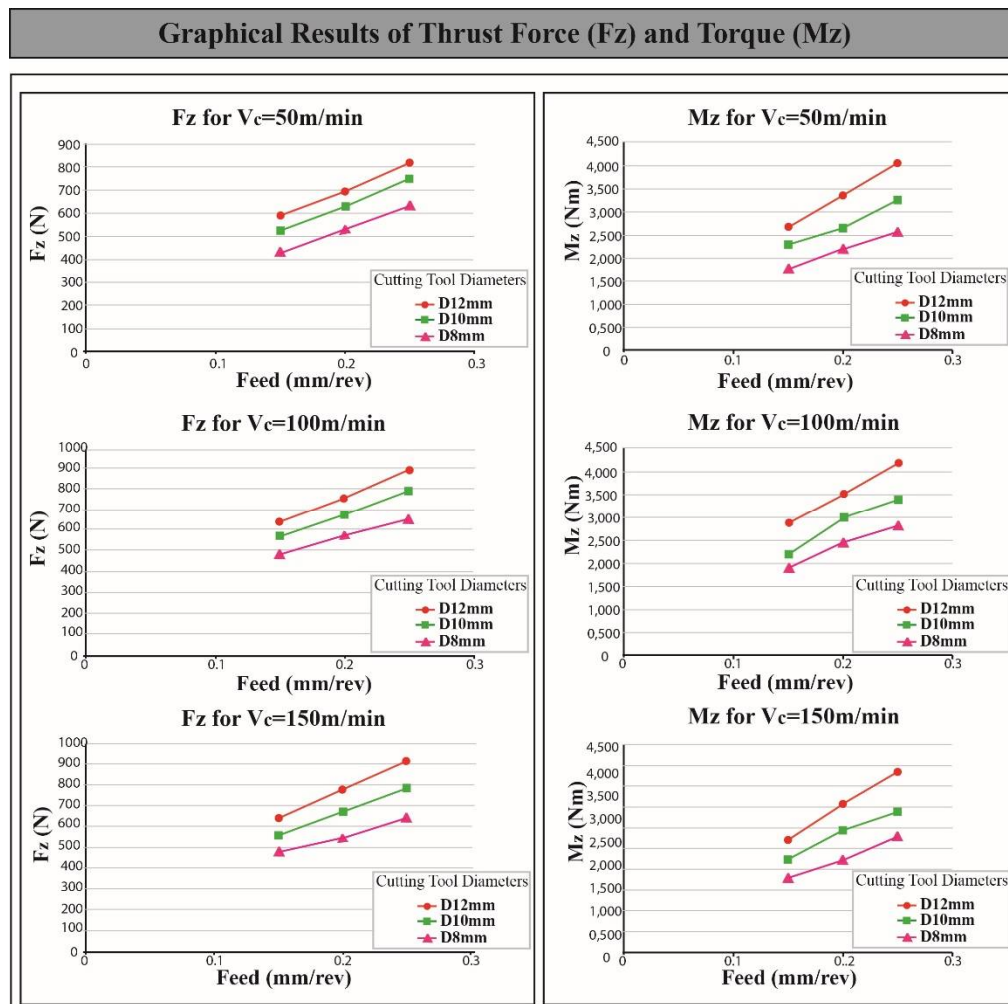 Graphical Results of Thrust Force (Fz) and Torque (Mz)
Fz for Vc=50m/min
900
800
700
600
500
400
300
200
100
0
Fz (N)
0 0.1 0.2 0.3
Feed (mm/rev)
Cutting Tool Diameters
D12mm
D10mm
D8mm
Fz for Vc=100m/min
1000
900
800
700
600
500
400
300
200
100
0
Fz (N)
0 0.1 0.2 0.3
Feed (mm/rev)
Cutting Tool Diameters
D12mm
D10mm
D8mm
Fz for Vc=150m/min
1000
900
800
700
600
500
400
300
200
100
0
Fz (N)
0 0.1 0.2 0.3
Feed (mm/rev)
Cutting Tool Diameters
D12mm
D10mm
D8mm
Mz for Vc=50m/min
4,500
4,000
3,500
3,000
2,500
2,000
1,500
1,000
0,500
0
Mz (Nm)
0 0.1 0.2 0.3
Feed (mm/rev)
Cutting Tool Diameters
D12mm
D10mm
D8mm
Mz for Vc=100m/min
4,500
4,000
3,500
3,000
2,500
2,000
1,500
1,000
0,500
0
Mz (Nm)
0 0.1 0.2 0.3
Feed (mm/rev)
Cutting Tool Diameters
D12mm
D10mm
D8mm
Mz for Vc=150m/min
4,500
4,000
3,500
3,000
2,500
2,000
1,500
1,000
0,500
0
Mz (Nm)
0 0.1 0.2 0.3
Feed (mm/rev)
Cutting Tool Diameters
D12mm
D10mm
D8mm